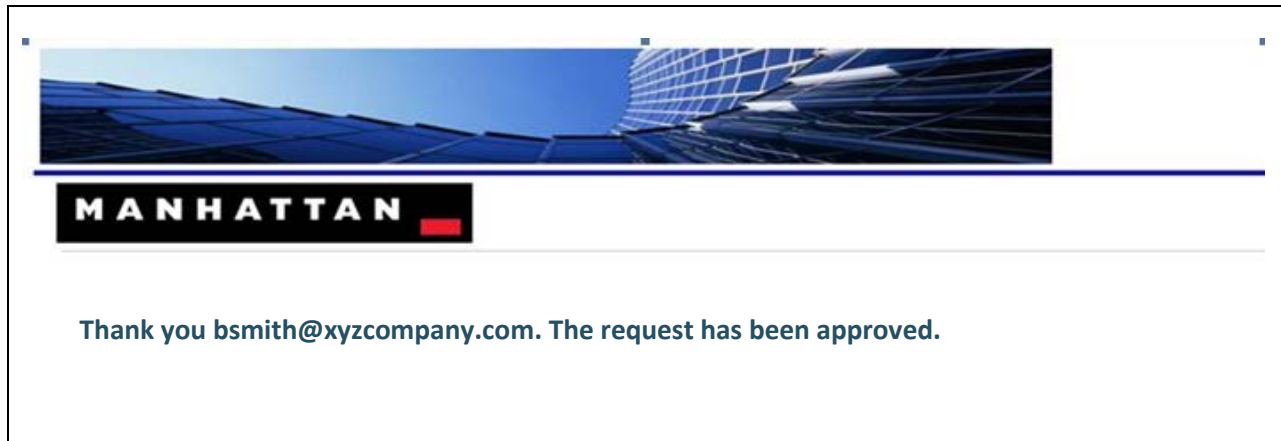 MANHATTAN
Thank you bsmith@xyzcompany.com. The request has been approved.